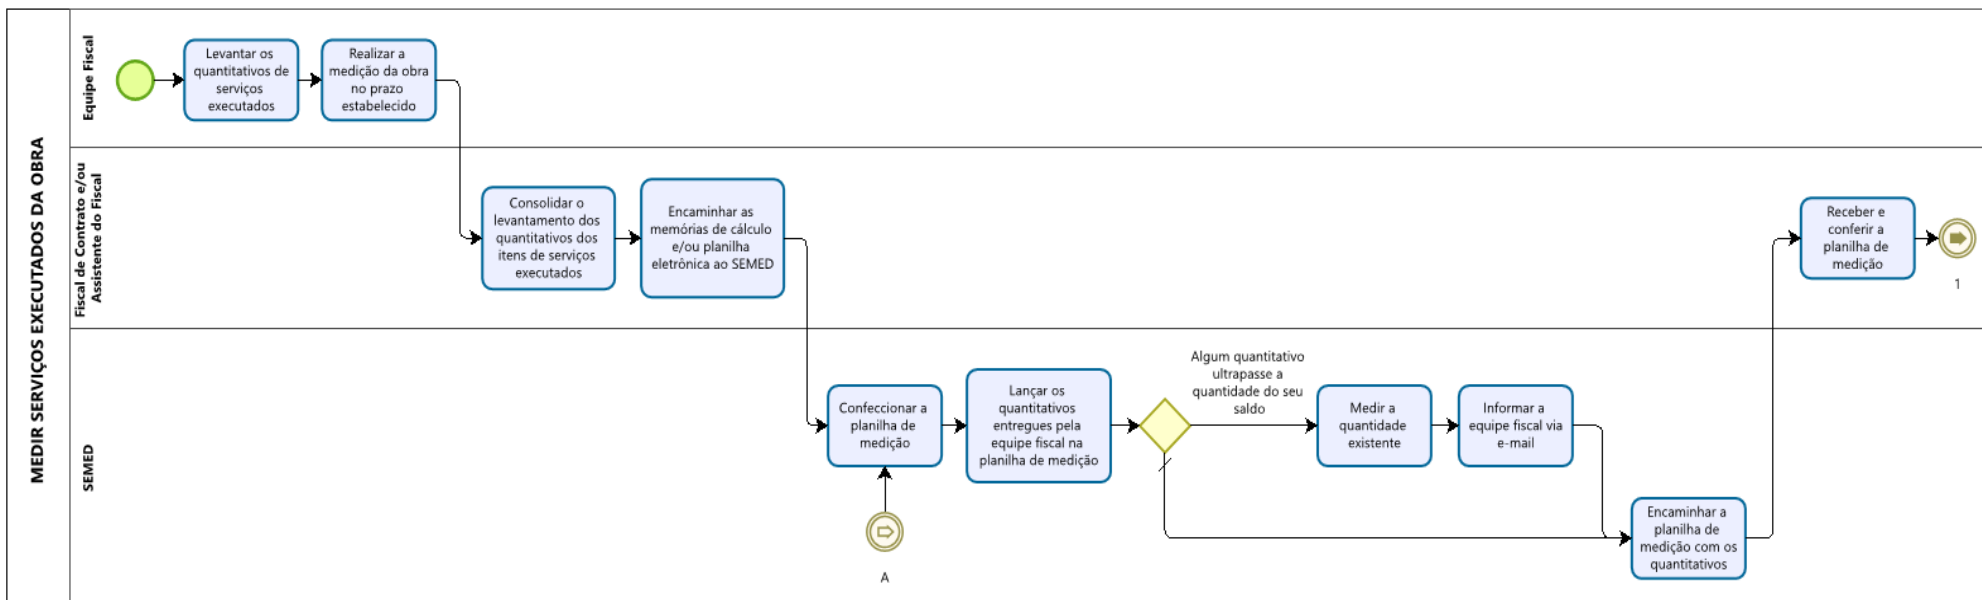 MEDIR SERVIÇOS EXECUTADOS DA OBRA
Equipe Fiscal
Levantar os
quantitativos de
serviços
executados
Realizar a
medição da obra
no prazo
estabelecido
Fiscal de Contrato e/ou
Assistente do Fiscal
Consolidar o
levantamento dos
quantitativos dos
itens de serviços
executados
Encaminhar as
memórias de cálculo
e/ou planilha
eletrônica ao SEMED
Receber e
conferir a
planilha de
medição
1
SEMED
Confeccionar a
planilha de
medição
A
Lançar os
quantitativos
entregues pela
equipe fiscal na
planilha de medição
Algum quantitativo
ultrapasse a
quantidade do seu
saldo
Medir a
quantidade
existente
Informar a
equipe fiscal via
e-mail
Encaminhar a
planilha de
medição com os
quantitativos